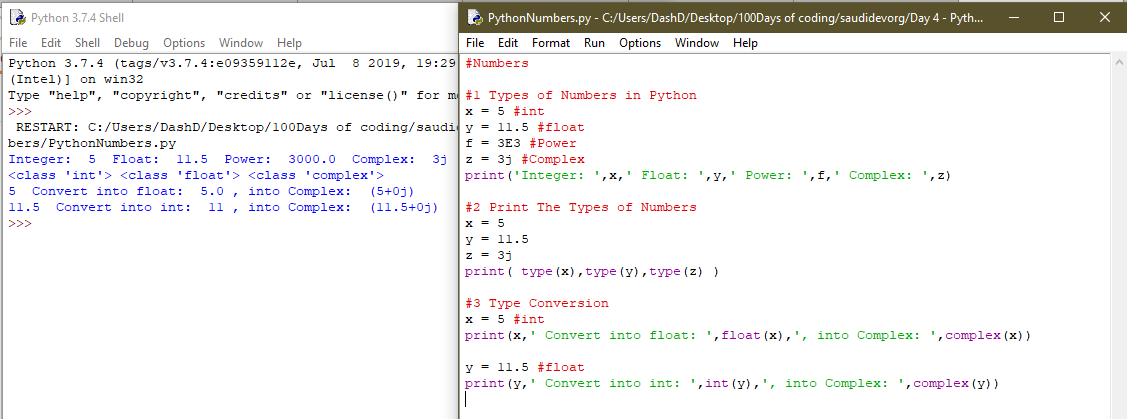 Python 3.7.4 Shell
File Edit Shell Debug Options Window Help
Python 3.7.4 (tags/v3.7.4:e09359112e, Jul  8 2019, 19:29
(Intel)] on win32
Type "help", "copyright", "credits" or "license()" for m
>>>
 RESTART: C:/Users/DashD/Desktop/100Days of coding/saudide
bers/PythonNumbers.py
Integer:  5  Float:  11.5  Power:  3000.0  Complex:  3j
<class 'int'> <class 'float'> <class 'complex'>
5  Convert into float:  5.0 , into Complex:  (5+0j)
11.5  Convert into int:  11 , into Complex:  (11.5+0j)
>>>
PythonNumbers.py - C:/Users/DashD/Desktop/100Days of coding/saudidevorg/Day 4 - Pyth...
File Edit Format Run Options Window Help
#Numbers
#1 Types of Numbers in Python
x = 5 #int
y = 11.5 #float
f = 3E3 #Power
z = 3j #Complex
print('Integer: ',x,' Float: ',y,' Power: ',f,' Complex: ',z)
#2 Print The Types of Numbers
x = 5
y = 11.5
z = 3j
print( type(x),type(y),type(z) )
#3 Type Conversion
x = 5 #int
print(x,' Convert into float: ',float(x),', into Complex: ',complex(x))
y = 11.5 #float
print(y,' Convert into int: ',int(y),', into Complex: ',complex(y))